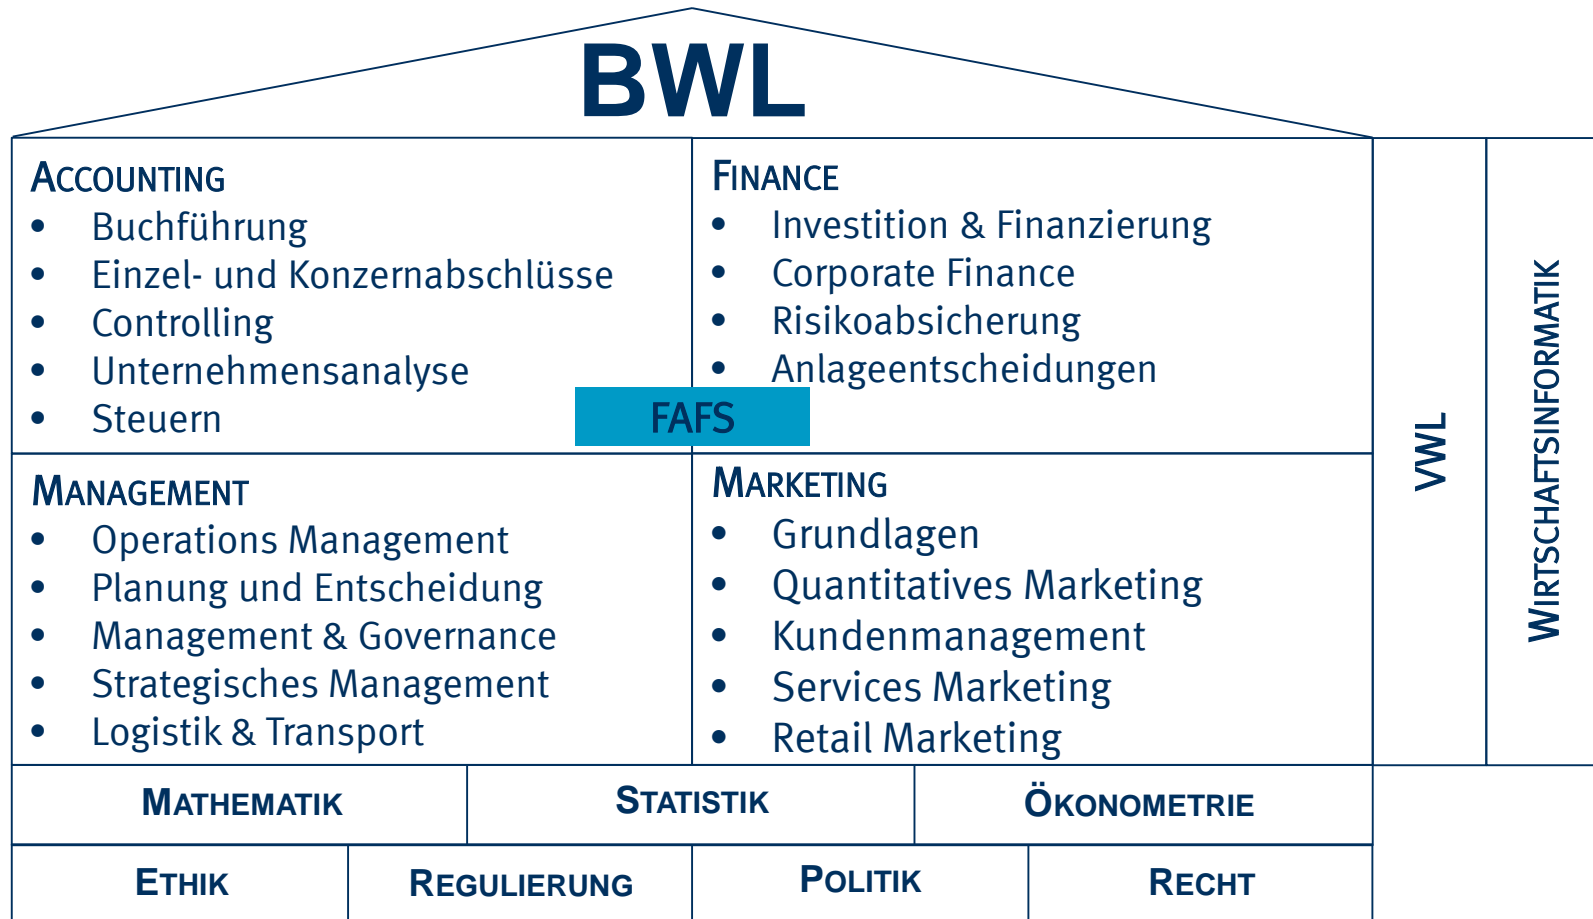 BWL
ACCOUNTING
• Buchführung
• Einzel- und Konzernabschlüsse
• Controlling
• Unternehmensanalyse
• Steuern
FINANCE
• Investition & Finanzierung
• Corporate Finance
• Risikoabsicherung
• Anlageentscheidungen
FAFS
MANAGEMENT
• Operations Management
• Planung und Entscheidung
• Management & Governance
• Strategisches Management
• Logistik & Transport
MARKETING
• Grundlagen
• Quantitatives Marketing
• Kundenmanagement
• Services Marketing
• Retail Marketing
VWL
WIRTSCHAFTSINFORMATIK
MATHEMATIK
STATISTIK
ÖKONOMETRIE
ETHIK
REGULIERUNG
POLITIK
RECHT